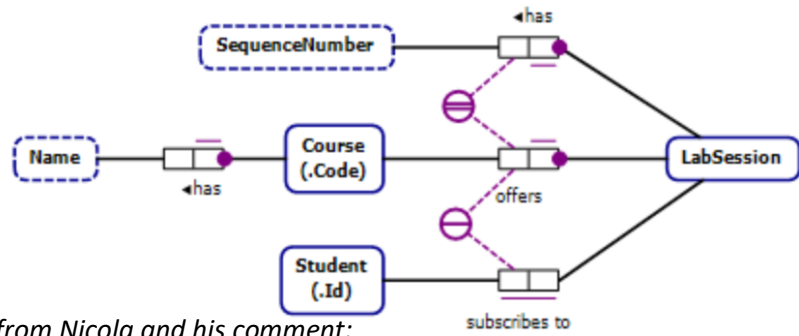 ◄has
SequenceNumber
Name
Course
(.Code)
LabSession
◄has
offers
Student
(.Id)
from Nicola and his comment:
subscribes to